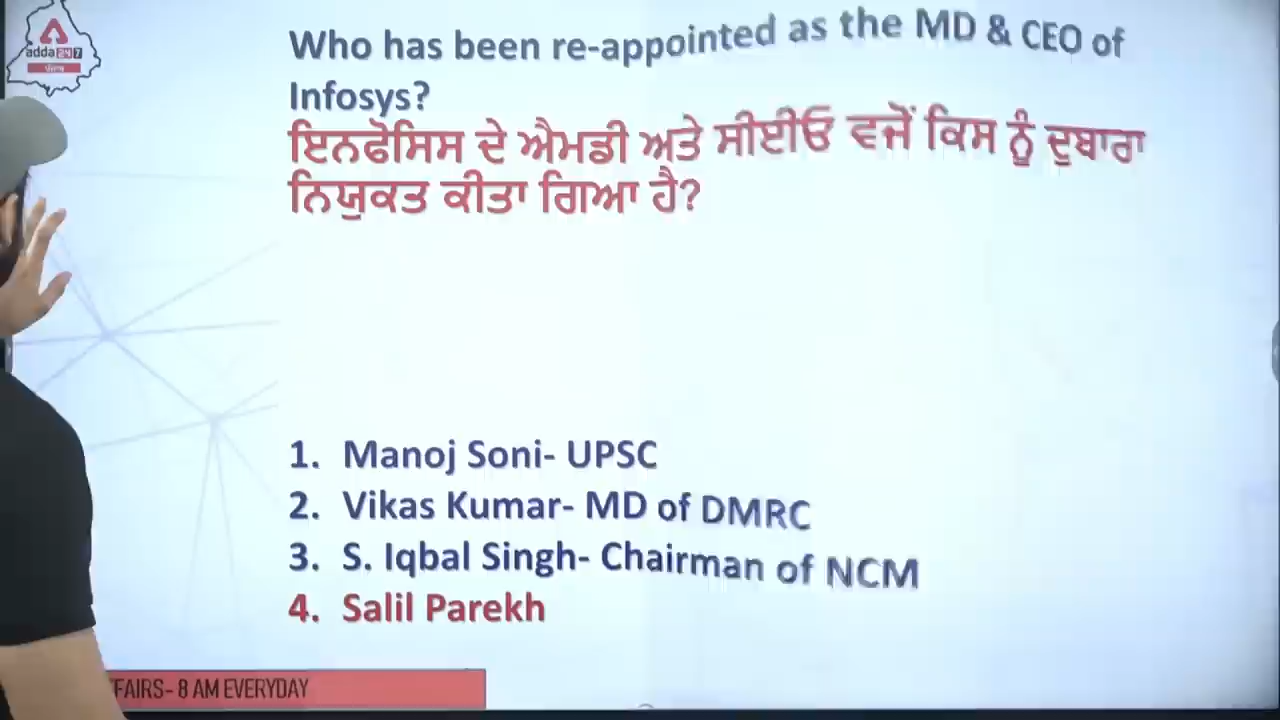 adda247
ਪੰਜਾਬ
Who has been re-appointed as the MD & CEO of
Infosys?
ਇਨਫੋਸਿਸ ਦੇ ਐਮਡੀ ਅਤੇ ਸੀਈਓ ਵਜੋਂ ਕਿਸ ਨੂੰ ਦੁਬਾਰਾ
ਨਿਯੁਕਤ ਕੀਤਾ ਗਿਆ ਹੈ?
1. Manoj Soni- UPSC
2. Vikas Kumar- MD of DMRC
3. S. Iqbal Singh- Chairman of NCM
4. Salil Parekh
FAIRS- 8 AM EVERYDAY